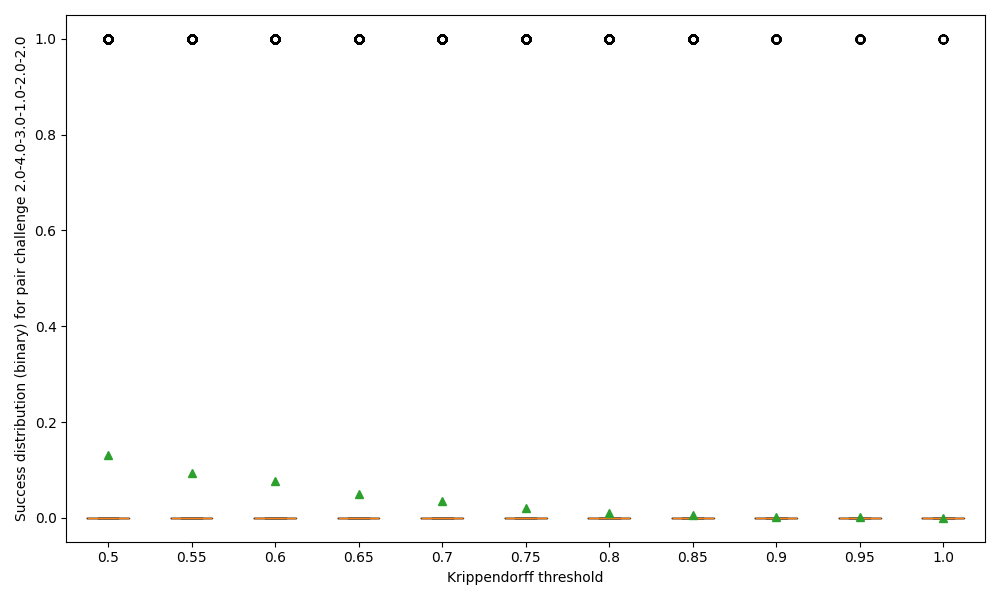 Success distribution (binary) for pair challenge 2.0-4.0-3.0-1.0-2.0-2.0
1.0
0.8
0.6
0.4
0.2
0.0
0.5 0.55 0.6 0.65 0.7 0.75 0.8 0.85 0.9 0.95 1.0
Krippendorff threshold